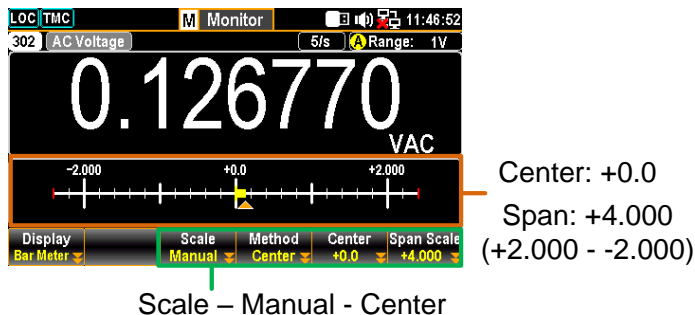 LOC TMC M Monitor 11:46:52
302 AC Voltage 5/s A Range: 1V
0.126770
VAC
-2.000 +0.0 +2.000
Center: +0.0
Span: +4.000
(+2.000 - -2.000)
Display Scale Method Center Span Scale
Bar Meter Manual Center +0.0 +4.000
Scale – Manual - Center